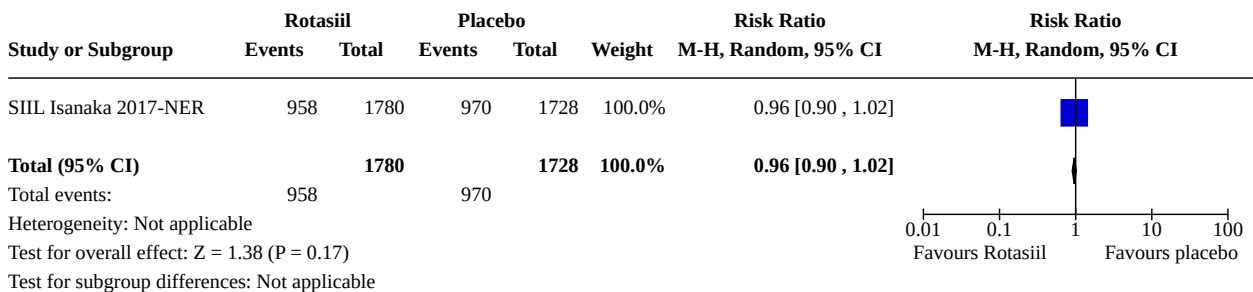 Rotasiil Placebo Risk Ratio Risk Ratio
Study or Subgroup Events Total Events Total Weight M-H, Random, 95% CI M-H, Random, 95% CI
SIIL Isanaka 2017-NER 958 1780 970 1728 100.0% 0.96 [0.90 , 1.02]
Total (95% CI) 1780 1728 100.0% 0.96 [0.90 , 1.02]
Total events: 958 970
Heterogeneity: Not applicable
0.01 0.1 1 10 100
Test for overall effect: Z = 1.38 (P = 0.17) Favours Rotasiil Favours placebo
Test for subgroup differences: Not applicable